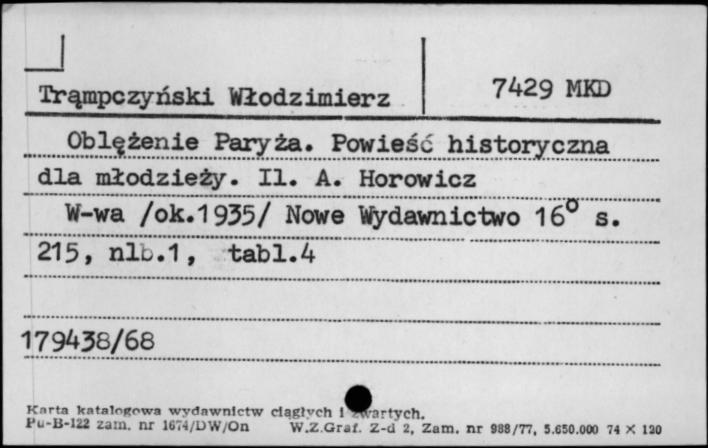 Trąmpczyński Włodzimierz
7429 MKD
Oblężenie Paryża. Powieść historyczna
dla młodzieży. Il. A. Horowicz
W-wa /ok.1935/ Nowe Wydawnictwo 16° s.
215, nlb.1, tabl.4
179438/68
Karta katalogowa wydawnictw ciągłych i zwartych.
Pu-B-122 zam. nr 1674/DW/On W.Z.Graf. Z-d 2, Zam. nr 988/77, 5.650.000 74 X 120